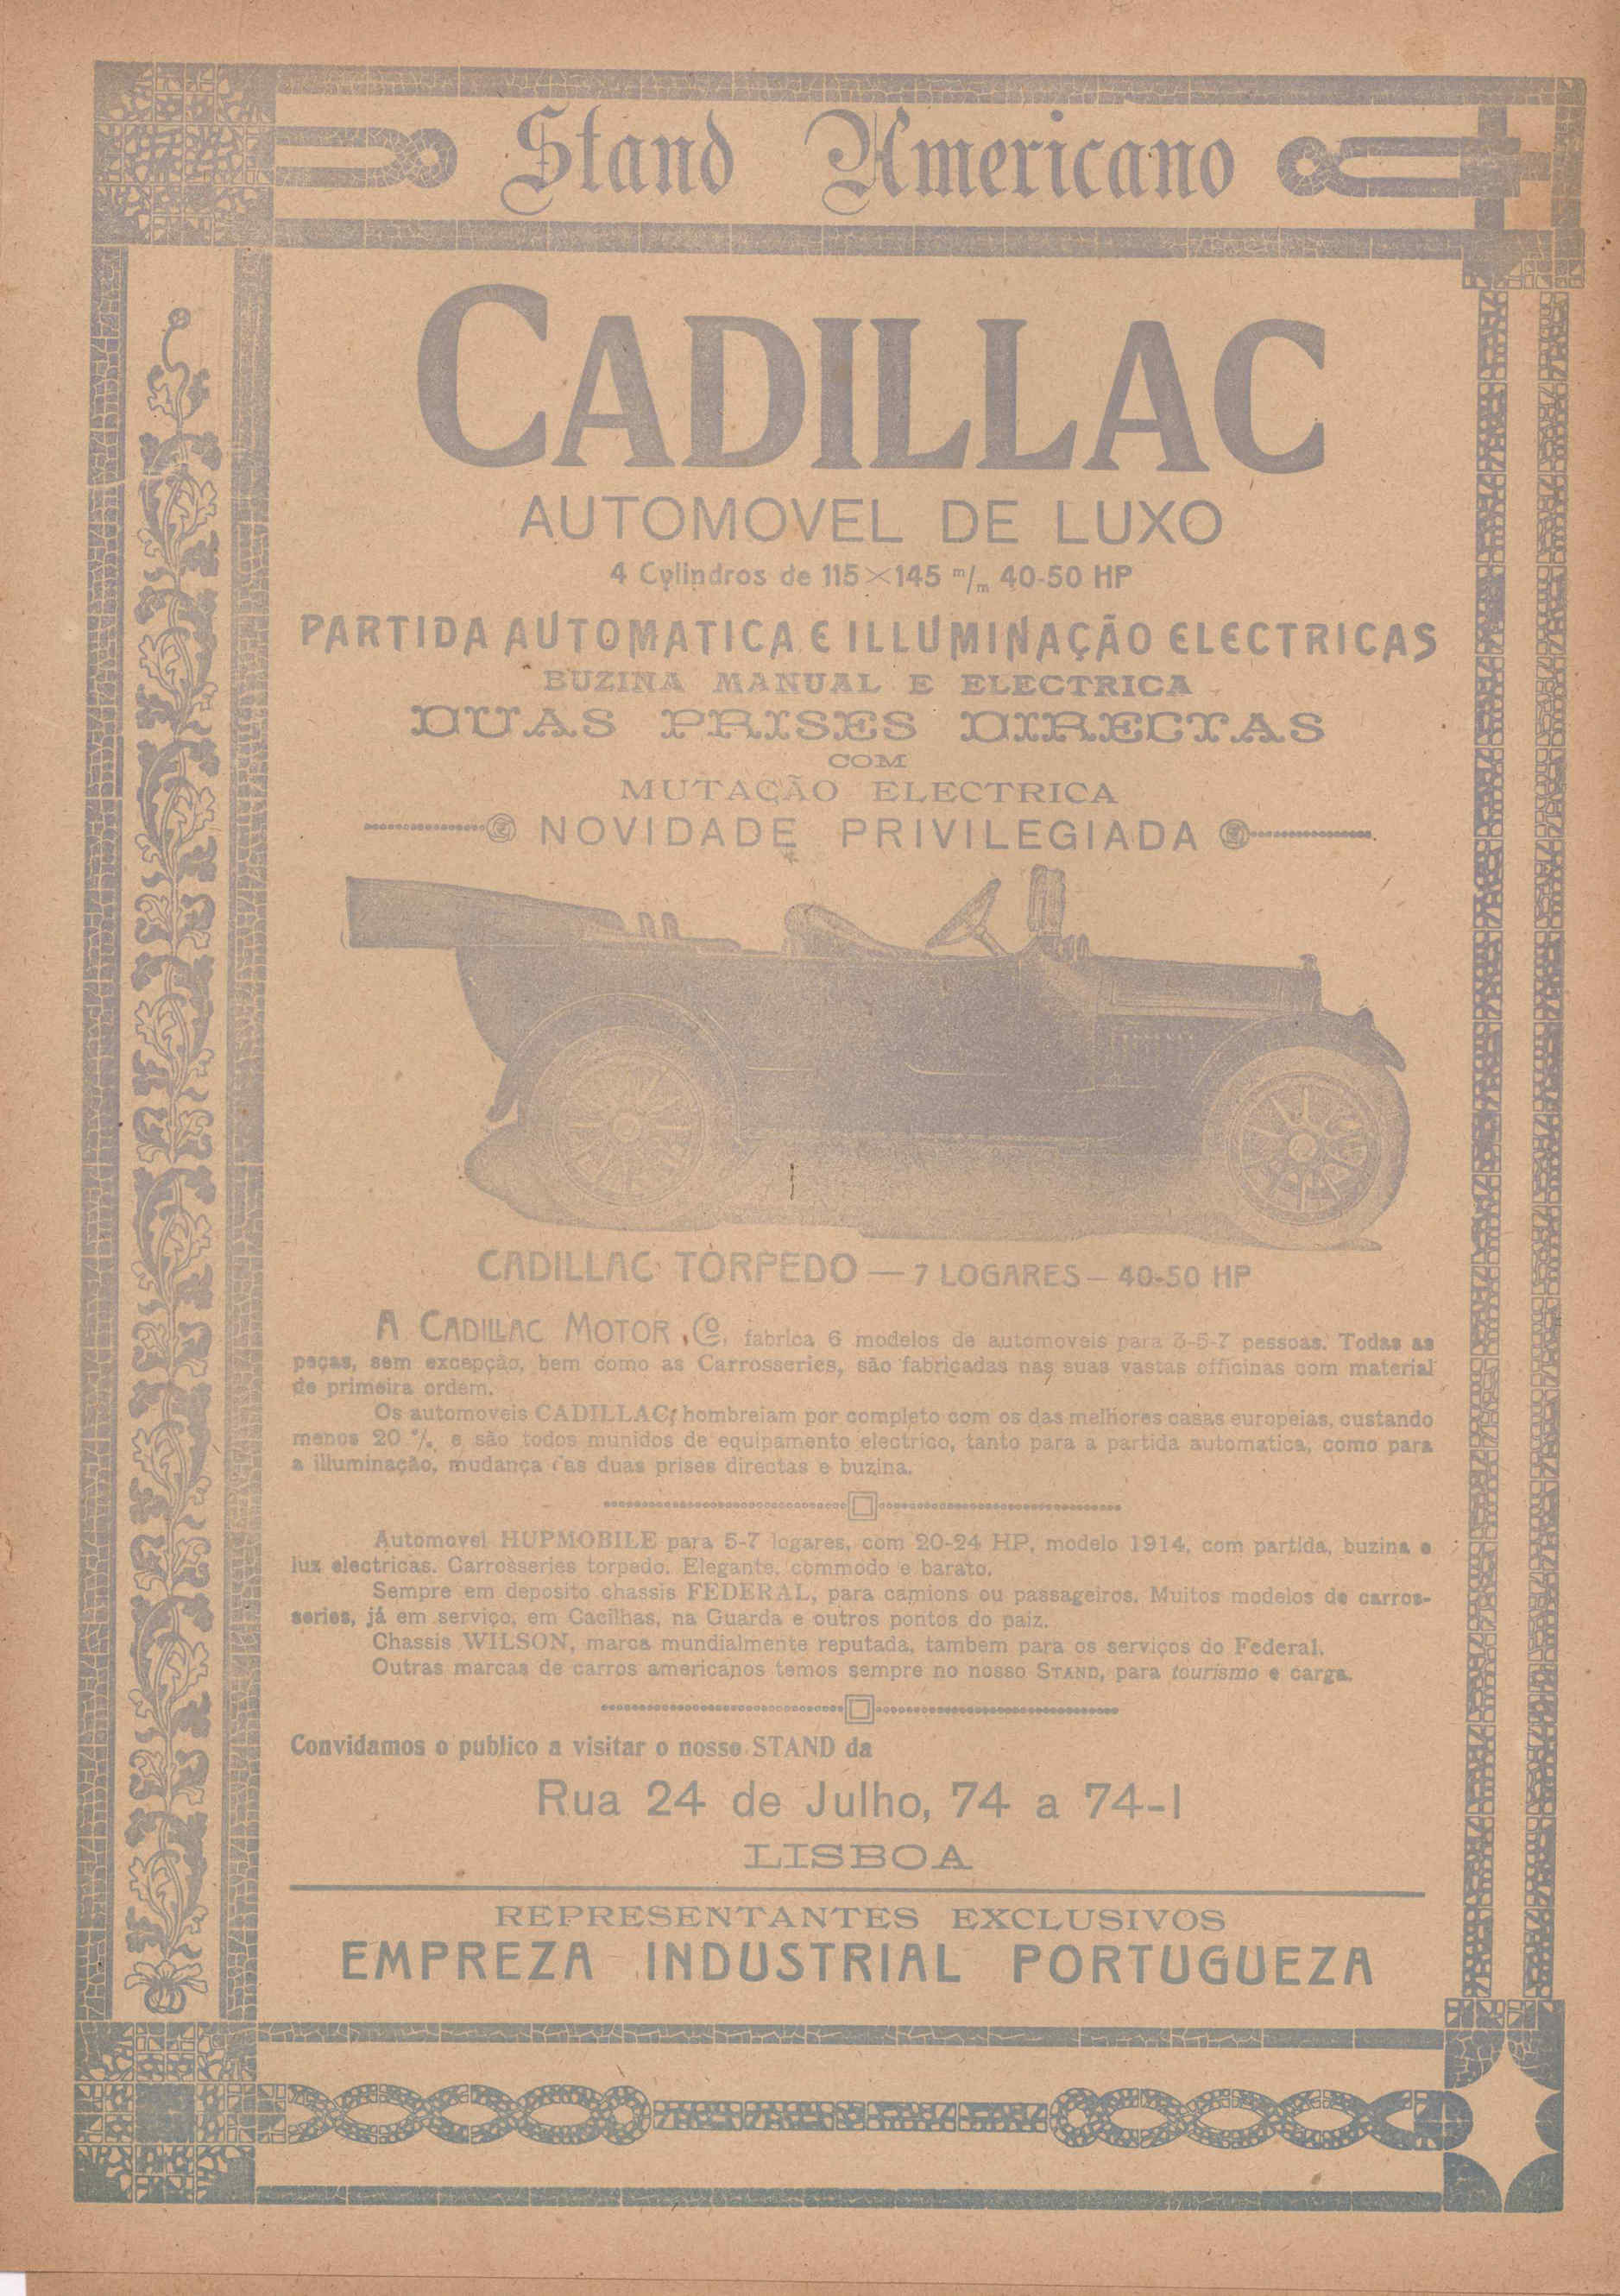 Stand Americano
CADILLAC
AUTOMOVEL DE LUXO
4 Cylindros de 115×145 m/m 40-50 HP
PARTIDA AUTOMATICA E ILLUMINAÇÃO ELECTRICAS
BUZINA MANUAL E ELECTRICA
DUAS PRISES DIRECTAS
COM
MUTAÇÃO ELECTRICA
NOVIDADE PRIVILEGIADA
CADILLAC TORPEDO — 7 LOGARES — 40-50 HP
A CADILLAC MOTOR Cº, fabrica 6 modelos de automoveis para 3-5-7 pessoas. Todas as
peças, sem excepção, bem como as Carrosseries, são fabricadas nas suas vastas officinas com material
de primeira ordem.
Os automoveis CADILLAC, hombreiam por completo com os das melhores casas europeias, custando
menos 20 %, e são todos munidos de equipamento electrico, tanto para a partida automatica, como para
a illuminação, mudança das duas prises directas e buzina.
Automovel HUPMOBILE para 5-7 logares, com 20-24 HP, modelo 1914, com partida, buzina e
luz electricas. Carrosseries torpedo. Elegante, commodo e barato.
Sempre em deposito chassis FEDERAL, para camions ou passageiros. Muitos modelos de carros-
series, já em serviço, em Cacilhas, na Guarda e outros pontos do paiz.
Chassis WILSON, marca mundialmente reputada, tambem para os serviços do Federal.
Outras marcas de carros americanos temos sempre no nosso STAND, para tourismo e carga.
Convidamos o publico a visitar o nosso STAND da
Rua 24 de Julho, 74 a 74-I
LISBOA
REPRESENTANTES EXCLUSIVOS
EMPREZA INDUSTRIAL PORTUGUEZA